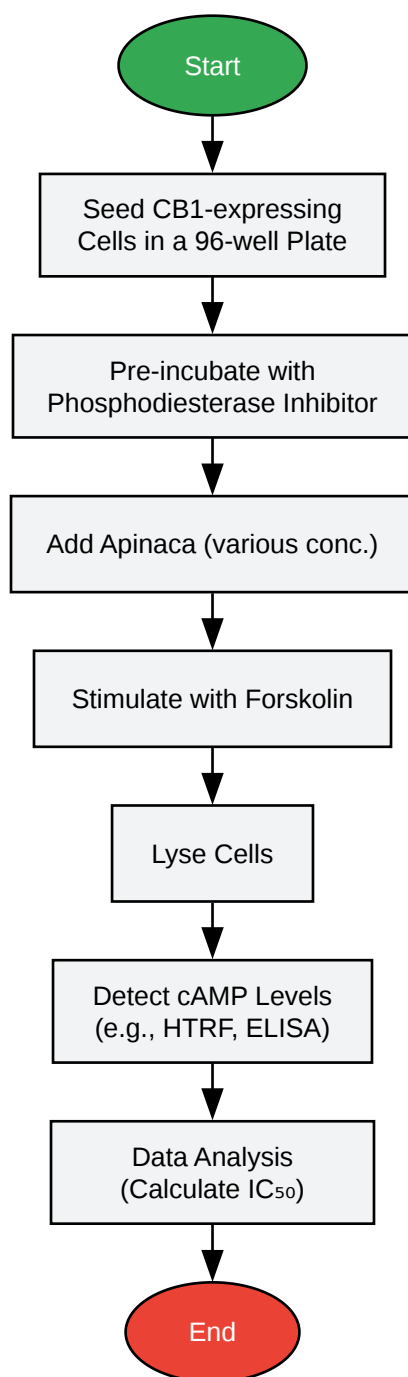 Start
Seed CB1-expressing
Cells in a 96-well Plate
Pre-incubate with
Phosphodiesterase Inhibitor
Add Apinaca (various conc.)
Stimulate with Forskolin
Lyse Cells
Detect cAMP Levels
(e.g., HTRF, ELISA)
Data Analysis
(Calculate IC₅₀)
End